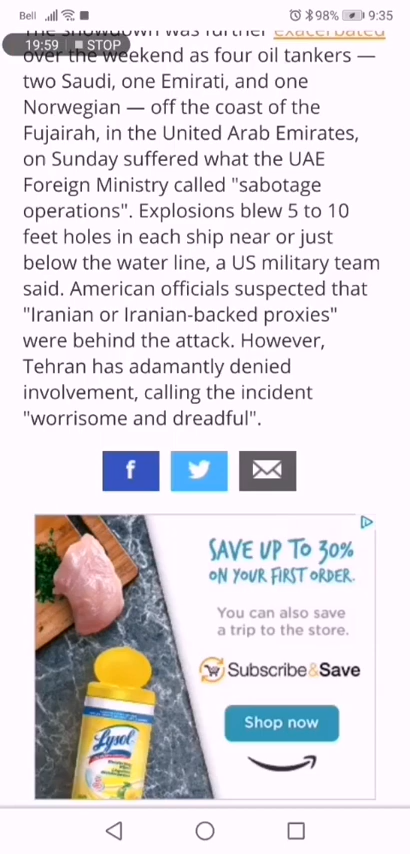 Bell 98% 9:35
The showdown was further exacerbated
19:59 STOP
over the weekend as four oil tankers —
two Saudi, one Emirati, and one
Norwegian — off the coast of the
Fujairah, in the United Arab Emirates,
on Sunday suffered what the UAE
Foreign Ministry called "sabotage
operations". Explosions blew 5 to 10
feet holes in each ship near or just
below the water line, a US military team
said. American officials suspected that
"Iranian or Iranian-backed proxies"
were behind the attack. However,
Tehran has adamantly denied
involvement, calling the incident
"worrisome and dreadful".
f
SAVE UP TO 30%
ON YOUR FIRST ORDER.
You can also save
a trip to the store.
Subscribe&Save
Shop now
Lysol